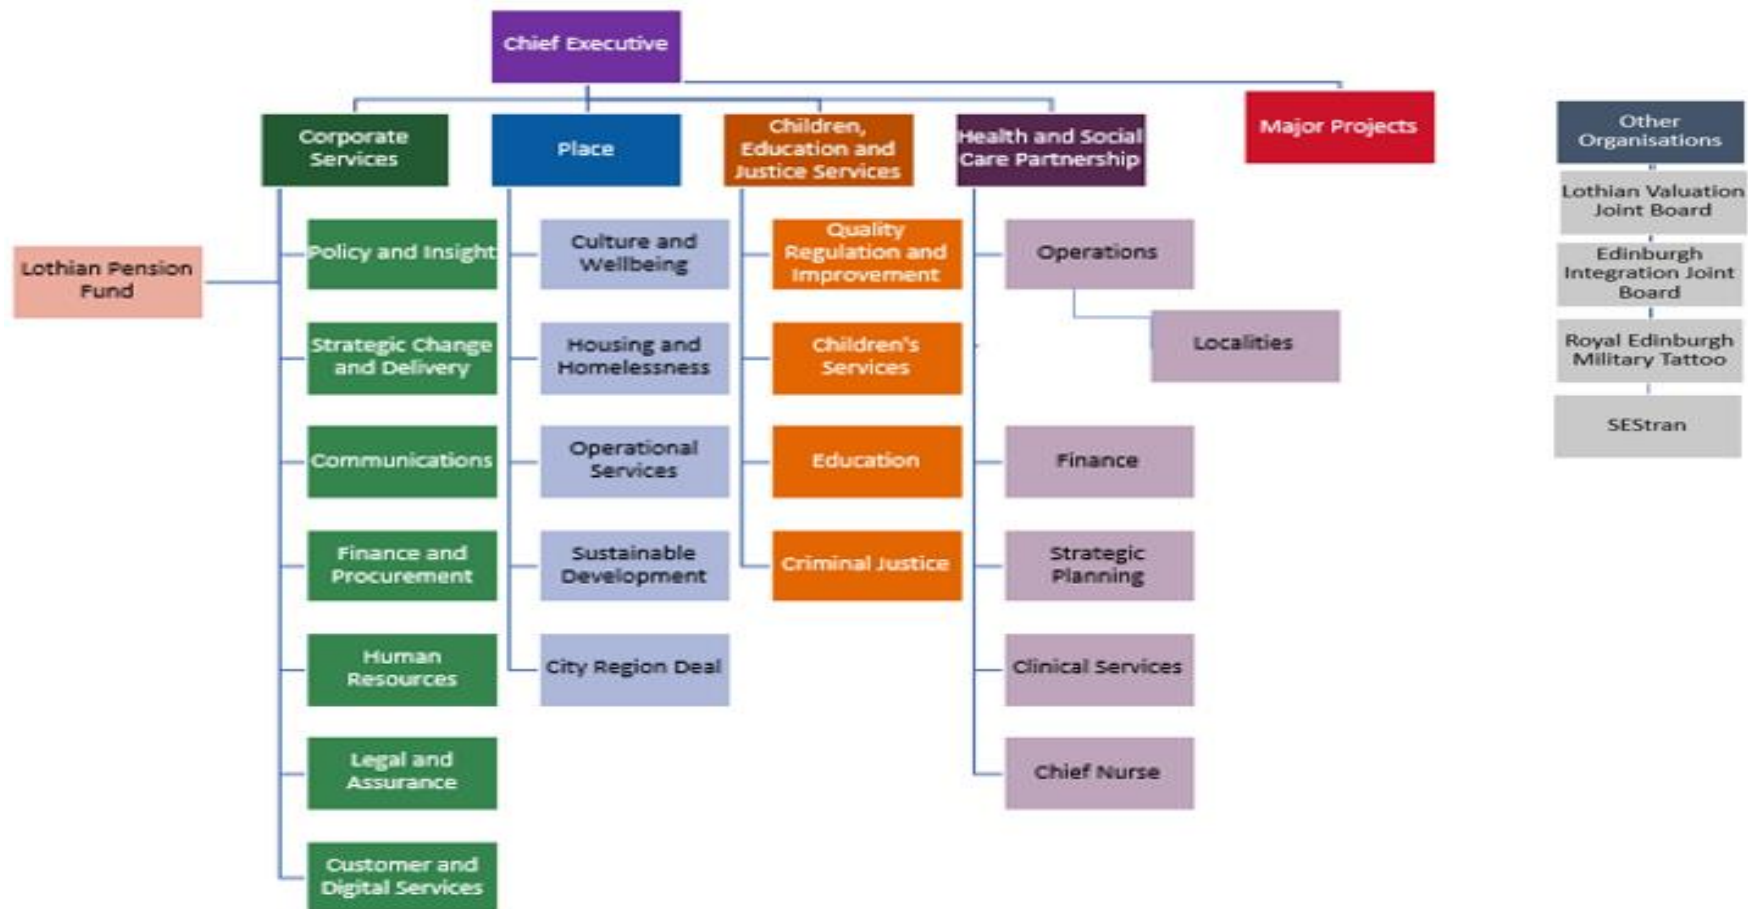 Chief Executive
Corporate
Services
Place
Children,
Education and
Justice Services
Health and Social
Care Partnership
Major Projects
Other
Organisations
Lothian Pension
Fund
Policy and Insight
Strategic Change
and Delivery
Communications
Finance and
Procurement
Human
Resources
Legal and
Assurance
Customer and
Digital Services
Culture and
Wellbeing
Housing and
Homelessness
Operational
Services
Sustainable
Development
City Region Deal
Quality
Regulation and
Improvement
Children's
Services
Education
Criminal Justice
Operations
Localities
Finance
Strategic
Planning
Clinical Services
Chief Nurse
Lothian Valuation
Joint Board
Edinburgh
Integration Joint
Board
Royal Edinburgh
Military Tattoo
SEStran